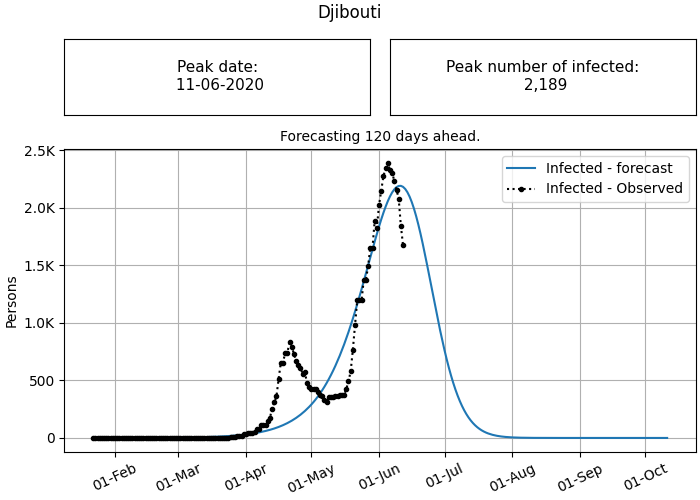 Djibouti
Peak date:
11-06-2020
Peak number of infected:
2,189
Forecasting 120 days ahead.
2.5K
2.0K
1.5K
1.0K
500
0
Persons
Infected - forecast
Infected - Observed
01-Feb
01-Mar
01-Apr
01-May
01-Jun
01-Jul
01-Aug
01-Sep
01-Oct